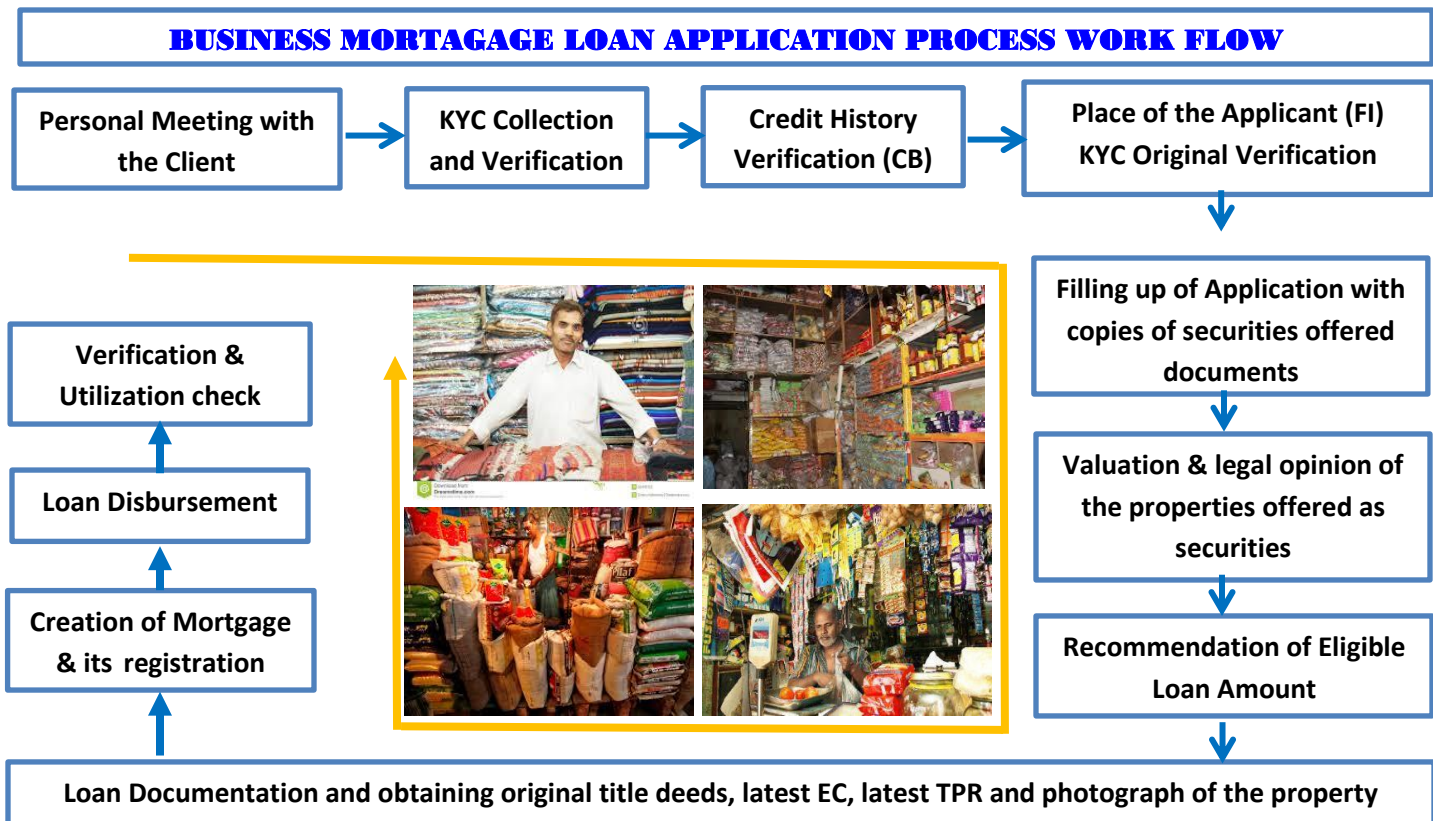 BUSINESS MORTAGAGE LOAN APPLICATION PROCESS WORK FLOW
Personal Meeting with
the Client
KYC Collection
and Verification
Credit History
Verification (CB)
Place of the Applicant (FI)
KYC Original Verification
Filling up of Application with
copies of securities offered
documents
Valuation & legal opinion of
the properties offered as
securities
Recommendation of Eligible
Loan Amount
Loan Documentation and obtaining original title deeds, latest EC, latest TPR and photograph of the property
Creation of Mortgage
& its registration
Loan Disbursement
Verification &
Utilization check
Download from
Dreamstime.com